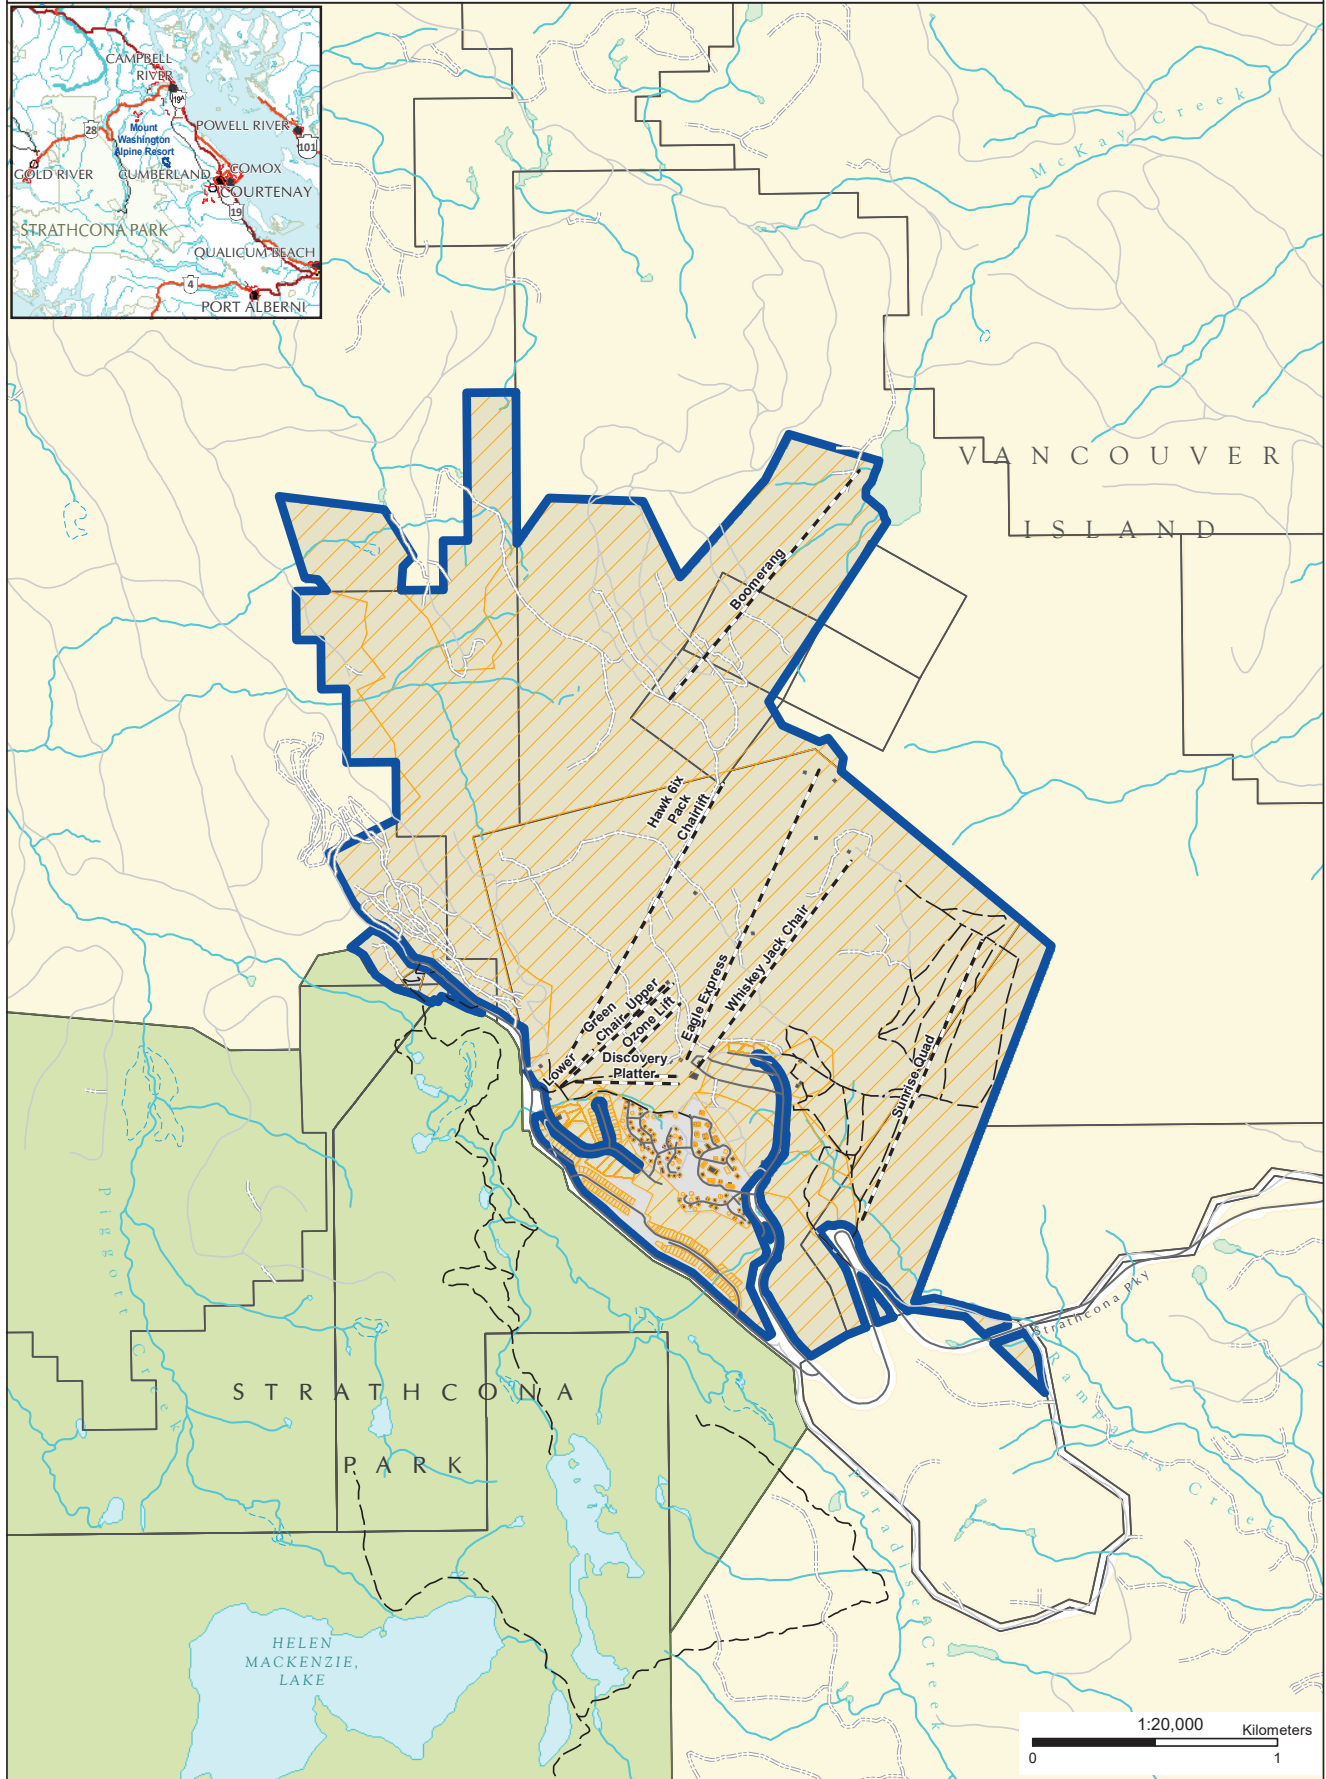 CAMPBELL
RIVER
19A
28
Mount
Washington
Alpine Resort
POWELL RIVER
101
GOLD RIVER
CUMBERLAND
COMOX
COURTENAY
19
STRATHCONA PARK
QUALICUM BEACH
4
PORT ALBERNI
McKay Creek
VANCOUVER
ISLAND
Boomerang
Hawk 6ix
Pack
Chairlift
Eagle Express
Whiskey Jack Chair
Green
Chair Upper
Ozone Lift
Lower
Discovery
Platter
Sunrise Quad
Piggott Creek
Strathcona Pky
Ramparts Creek
STRATHCONA
PARK
Paradise Creek
HELEN
MACKENZIE,
LAKE
1:20,000
Kilometers
0
1